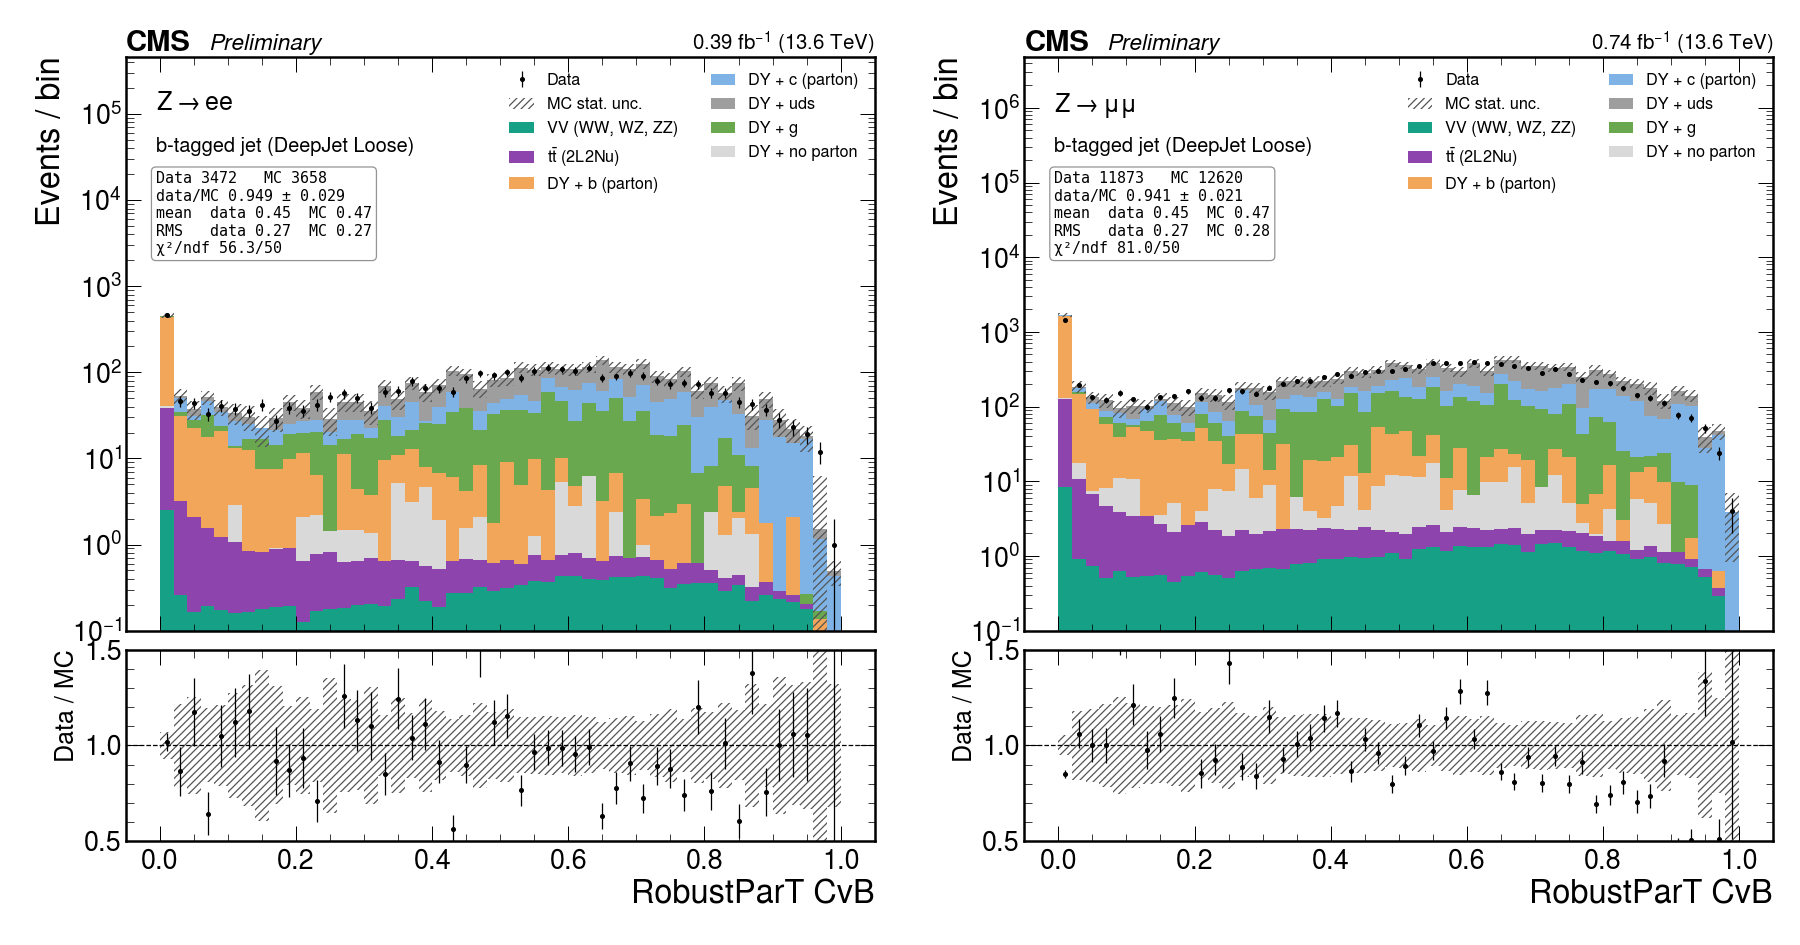 CMS Preliminary 0.39 fb⁻¹ (13.6 TeV)
Events / bin
Z → ee
b-tagged jet (DeepJet Loose)
Data 3472 MC 3658
data/MC 0.949 ± 0.029
mean data 0.45 MC 0.47
RMS data 0.27 MC 0.27
χ²/ndf 56.3/50
Data
MC stat. unc.
VV (WW, WZ, ZZ)
tt̄ (2L2Nu)
DY + b (parton)
DY + c (parton)
DY + uds
DY + g
DY + no parton
10⁵
10⁴
10³
10²
10¹
10⁰
10⁻¹
Data / MC
1.5
1.0
0.5
0.0 0.2 0.4 0.6 0.8 1.0
RobustParT CvB
CMS Preliminary 0.74 fb⁻¹ (13.6 TeV)
Events / bin
Z → μμ
b-tagged jet (DeepJet Loose)
Data 11873 MC 12620
data/MC 0.941 ± 0.021
mean data 0.45 MC 0.47
RMS data 0.27 MC 0.28
χ²/ndf 81.0/50
Data
MC stat. unc.
VV (WW, WZ, ZZ)
tt̄ (2L2Nu)
DY + b (parton)
DY + c (parton)
DY + uds
DY + g
DY + no parton
10⁶
10⁵
10⁴
10³
10²
10¹
10⁰
10⁻¹
Data / MC
1.5
1.0
0.5
0.0 0.2 0.4 0.6 0.8 1.0
RobustParT CvB